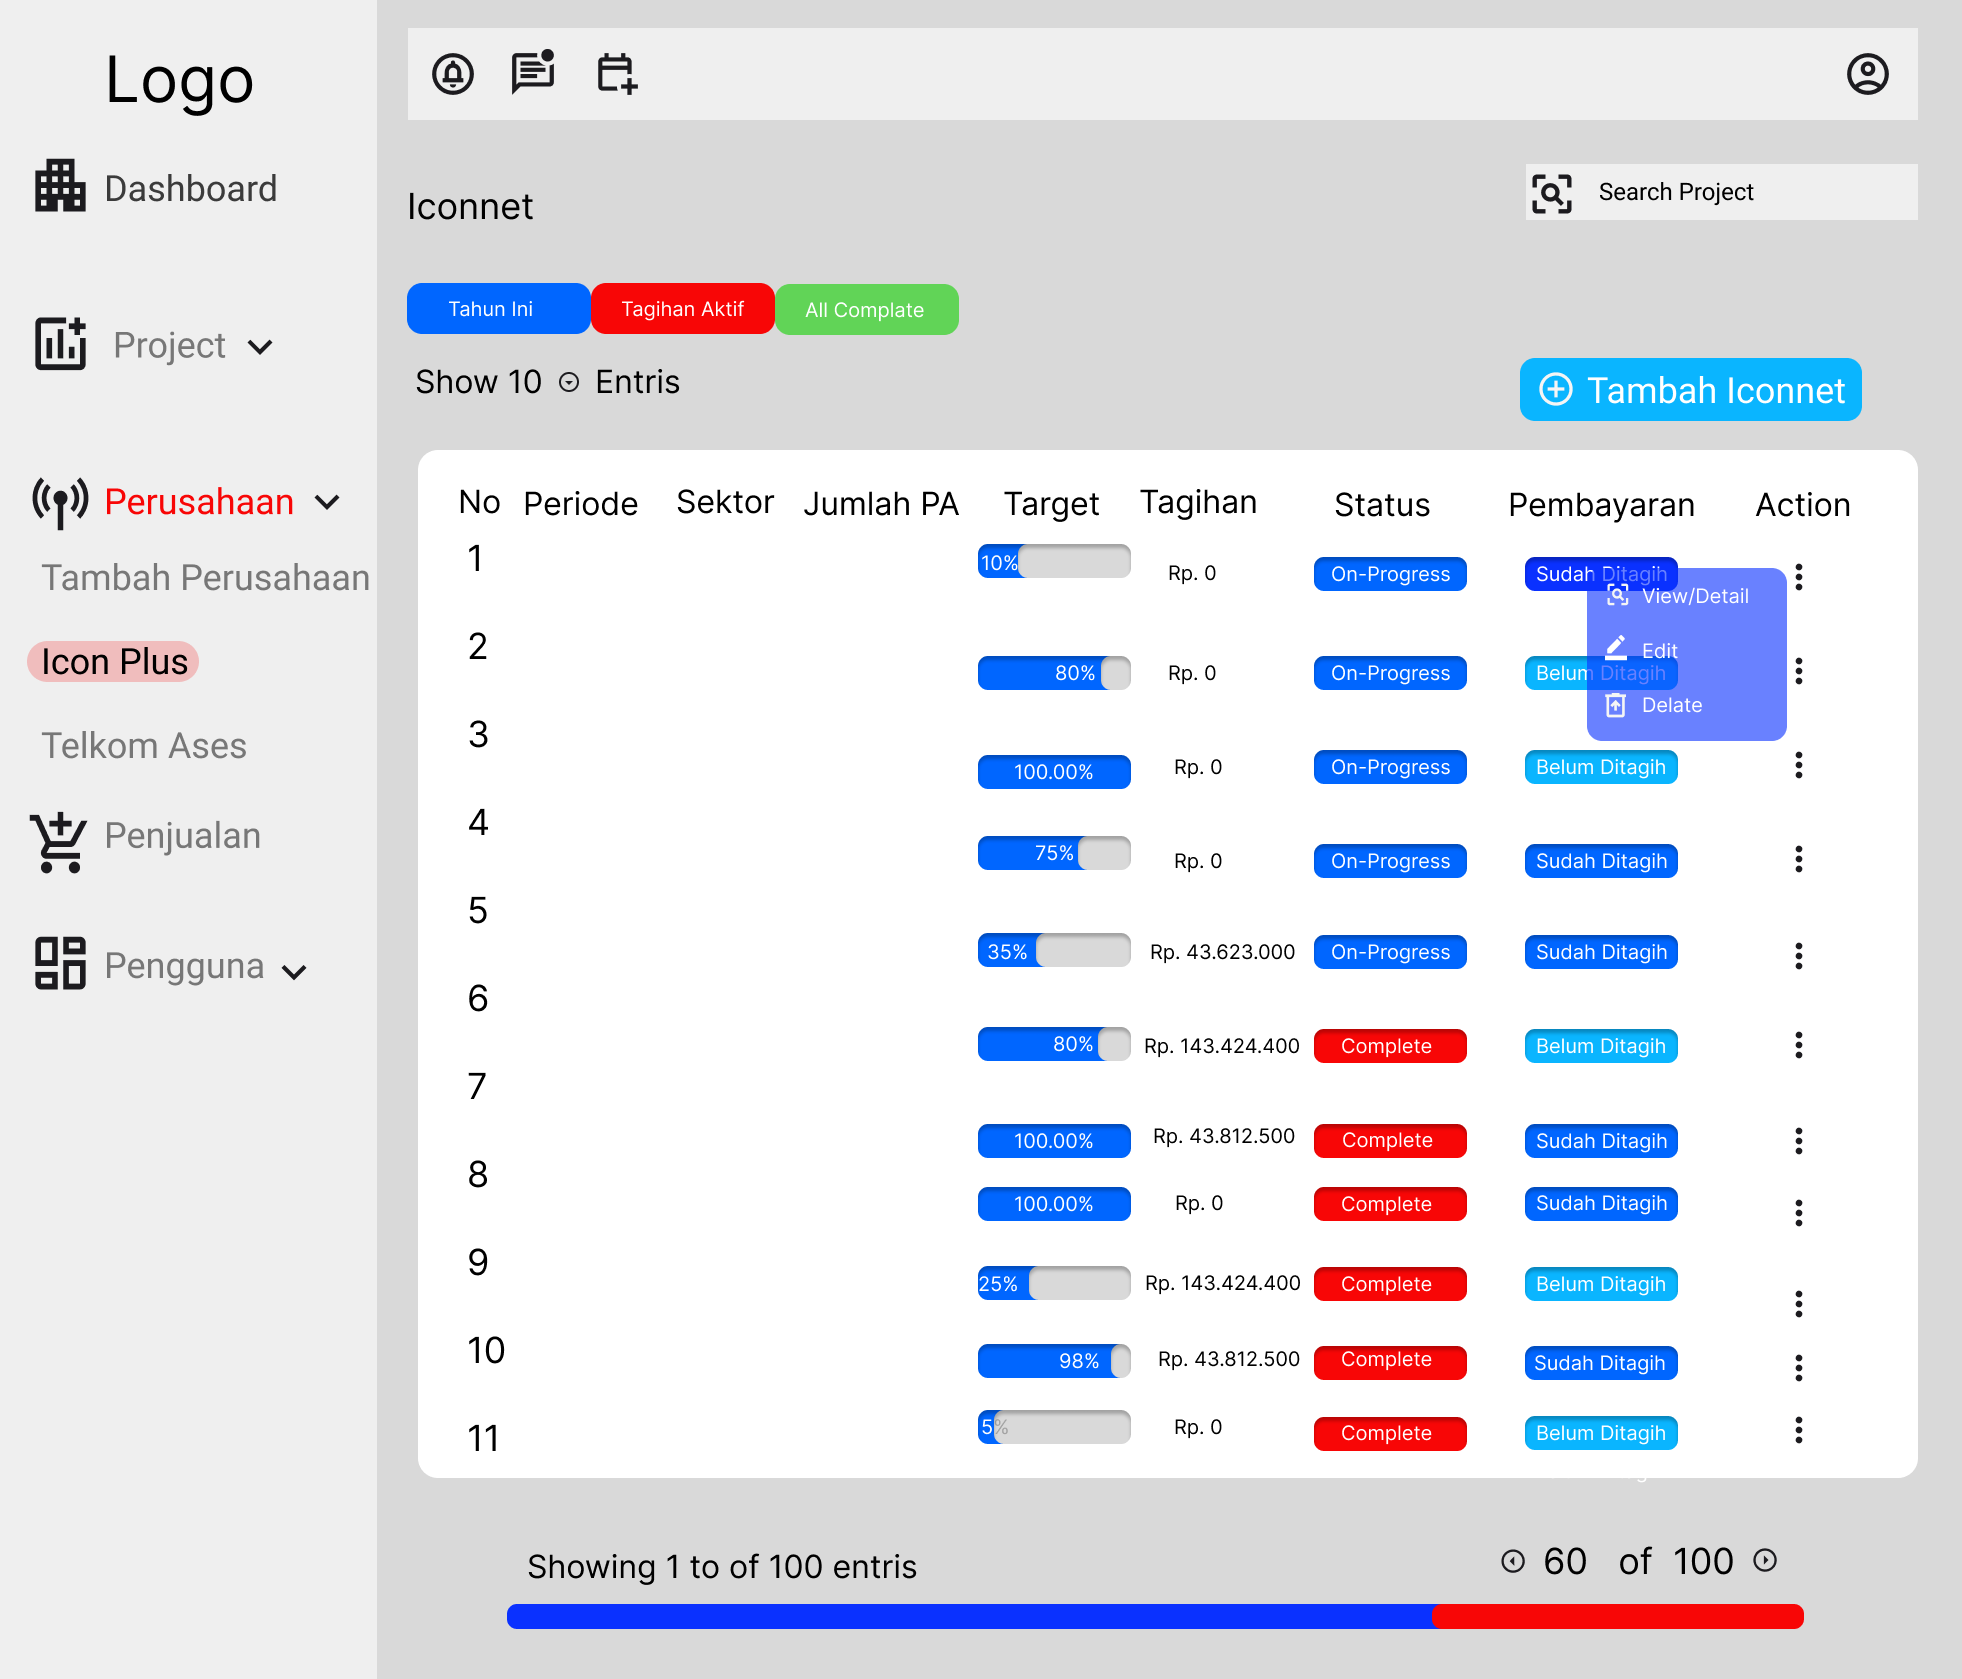 Logo
Dashboard
Project
Perusahaan
Tambah Perusahaan
Icon Plus
Telkom Ases
Penjualan
Pengguna
Iconnet
Search Project
Tahun Ini
Tagihan Aktif
All Complate
Show 10 Entris
Tambah Iconnet
No Periode Sektor Jumlah PA Target Tagihan Status Pembayaran Action
1 10% Rp. 0 On-Progress Sudah Ditagih
View/Detail
Edit
Delate
2 80% Rp. 0 On-Progress Belum Ditagih
3 100.00% Rp. 0 On-Progress Belum Ditagih
4 75% Rp. 0 On-Progress Sudah Ditagih
5 35% Rp. 43.623.000 On-Progress Sudah Ditagih
6 80% Rp. 143.424.400 Complete Belum Ditagih
7 100.00% Rp. 43.812.500 Complete Sudah Ditagih
8 100.00% Rp. 0 Complete Sudah Ditagih
9 25% Rp. 143.424.400 Complete Belum Ditagih
10 98% Rp. 43.812.500 Complete Sudah Ditagih
11 5% Rp. 0 Complete Belum Ditagih
Showing 1 to of 100 entris
60 of 100